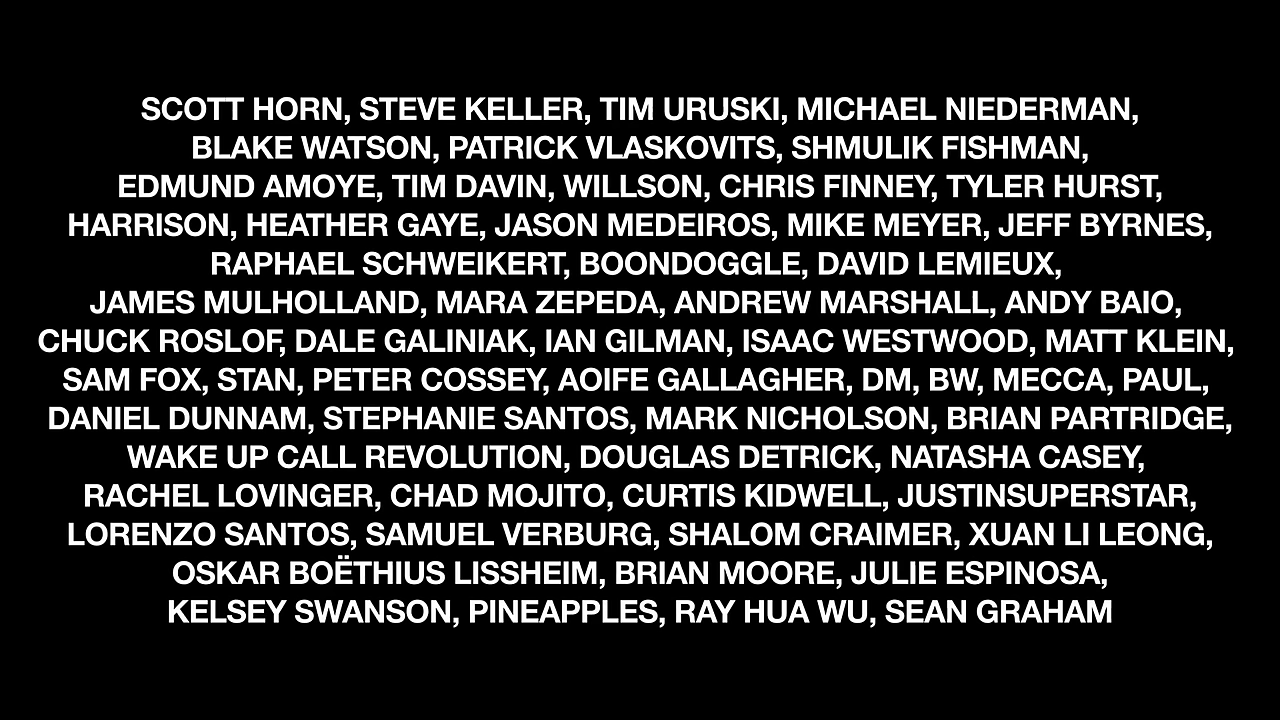 SCOTT HORN, STEVE KELLER, TIM URUSKI, MICHAEL NIEDERMAN,
BLAKE WATSON, PATRICK VLASKOVITS, SHMULIK FISHMAN,
EDMUND AMOYE, TIM DAVIN, WILLSON, CHRIS FINNEY, TYLER HURST,
HARRISON, HEATHER GAYE, JASON MEDEIROS, MIKE MEYER, JEFF BYRNES,
RAPHAEL SCHWEIKERT, BOONDOGGLE, DAVID LEMIEUX,
JAMES MULHOLLAND, MARA ZEPEDA, ANDREW MARSHALL, ANDY BAIO,
CHUCK ROSLOF, DALE GALINIAK, IAN GILMAN, ISAAC WESTWOOD, MATT KLEIN,
SAM FOX, STAN, PETER COSSEY, AOIFE GALLAGHER, DM, BW, MECCA, PAUL,
DANIEL DUNNAM, STEPHANIE SANTOS, MARK NICHOLSON, BRIAN PARTRIDGE,
WAKE UP CALL REVOLUTION, DOUGLAS DETRICK, NATASHA CASEY,
RACHEL LOVINGER, CHAD MOJITO, CURTIS KIDWELL, JUSTINSUPERSTAR,
LORENZO SANTOS, SAMUEL VERBURG, SHALOM CRAIMER, XUAN LI LEONG,
OSKAR BOËTHIUS LISSHEIM, BRIAN MOORE, JULIE ESPINOSA,
KELSEY SWANSON, PINEAPPLES, RAY HUA WU, SEAN GRAHAM